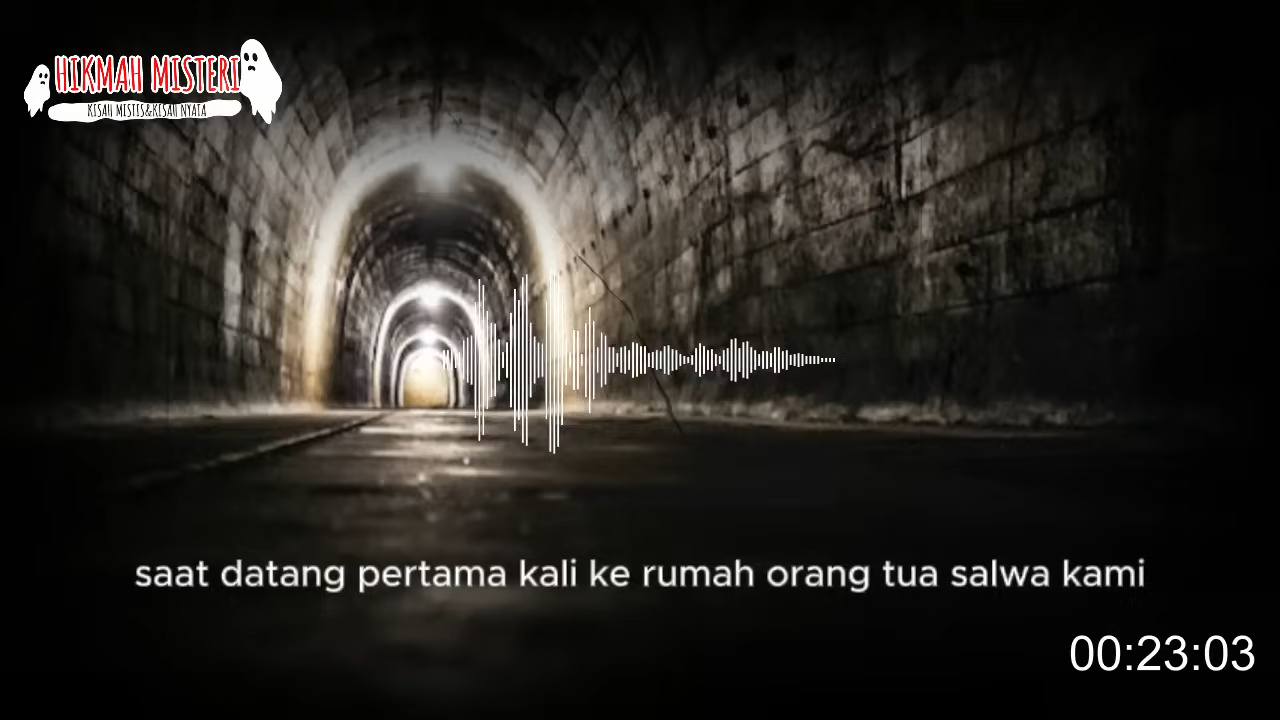 HIKMAH MISTERI
KISAH MISTIS&KISAH NYATA
saat datang pertama kali ke rumah orang tua salwa kami
00:23:03